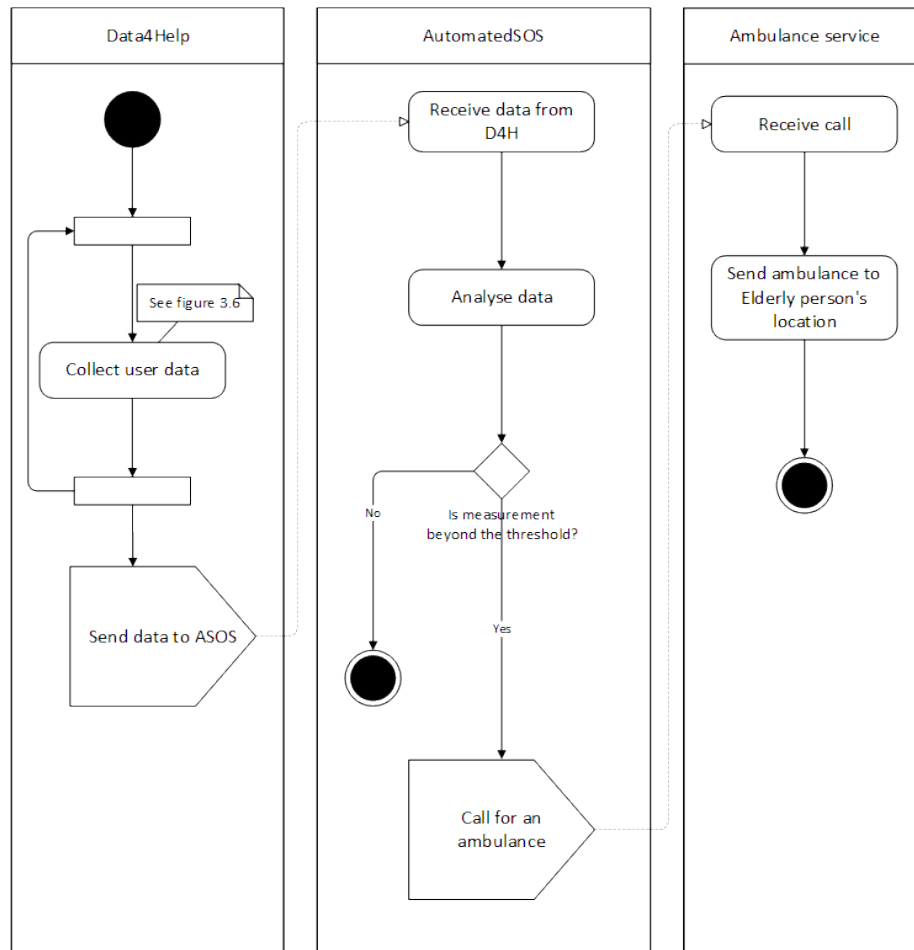 Data4Help
AutomatedSOS
Ambulance service
Receive data from
D4H
Receive call
See figure 3.6
Analyse data
Send ambulance to
Elderly person's
location
Collect user data
No
Is measurement
beyond the threshold?
Yes
Send data to ASOS
Call for an
ambulance